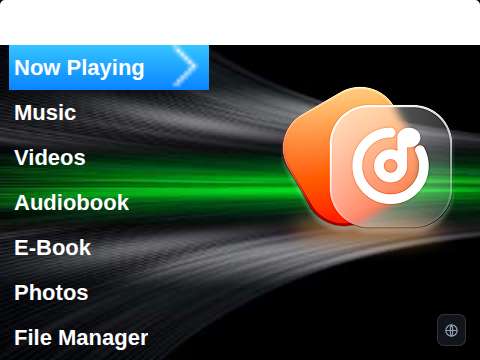 Now Playing
Music
Videos
Audiobook
E-Book
Photos
File Manager